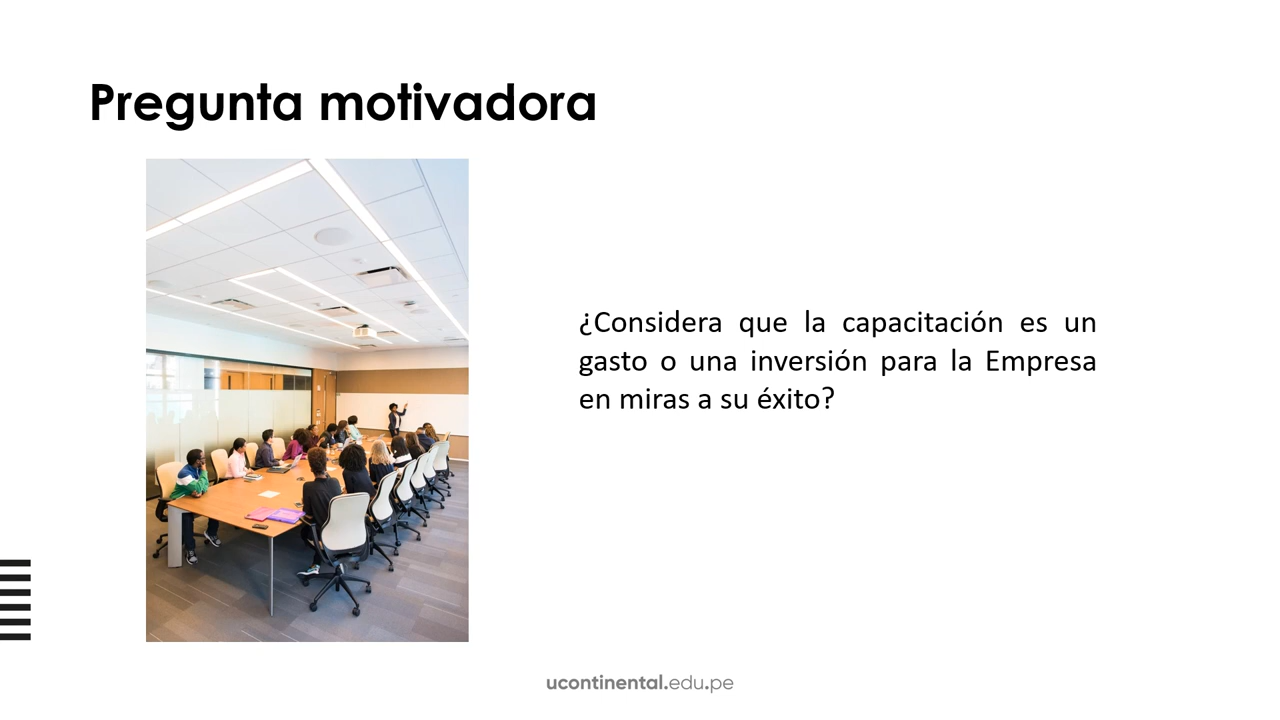 Pregunta motivadora
¿Considera que la capacitación es un
gasto o una inversión para la Empresa
en miras a su éxito?
ucontinental.edu.pe